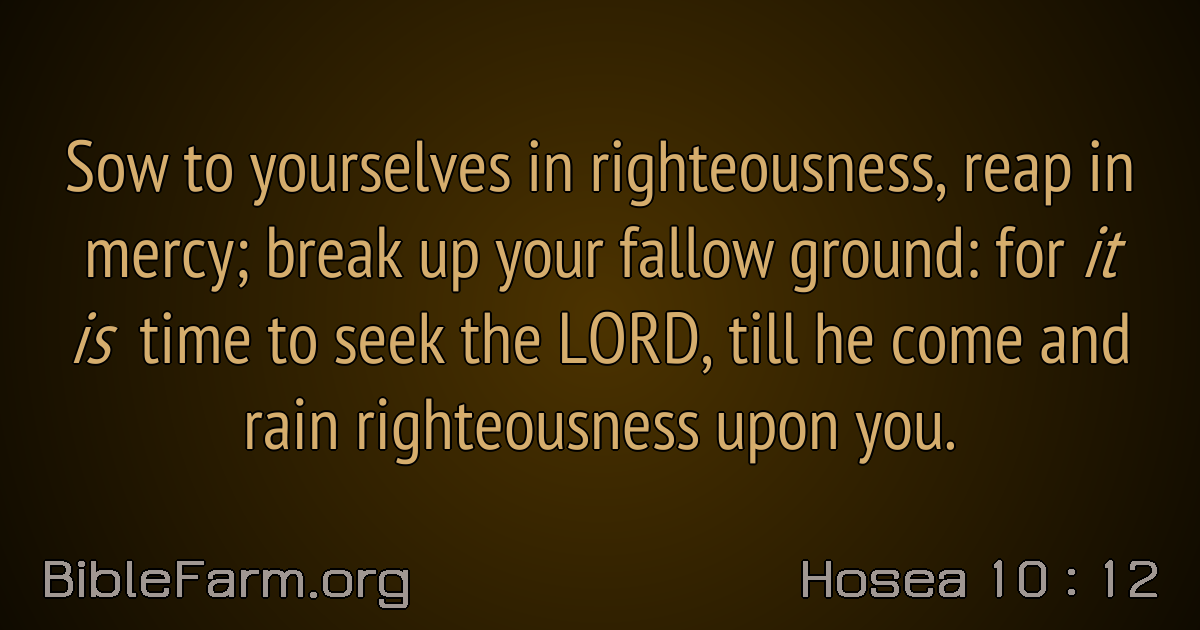 Sow to yourselves in righteousness, reap in
mercy; break up your fallow ground: for it
is time to seek the LORD, till he come and
rain righteousness upon you.
BibleFarm.org
Hosea 10 : 12